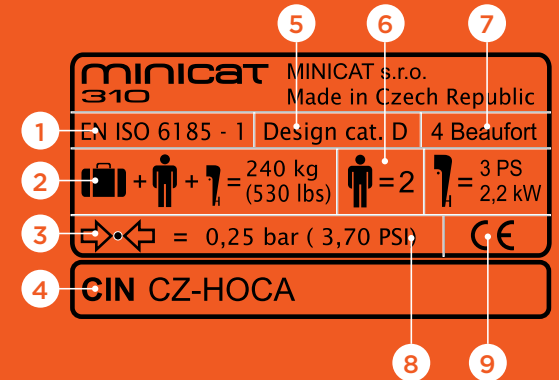 5 6 7
minicat MINICAT s.r.o.
310 Made in Czech Republic
1 EN ISO 6185 - 1 Design cat. D 4 Beaufort
2 + + = 240 kg (530 lbs) = 2 = 3 PS 2,2 kW
3 = 0,25 bar ( 3,70 PSI) CE
4 CIN CZ-HOCA
8 9